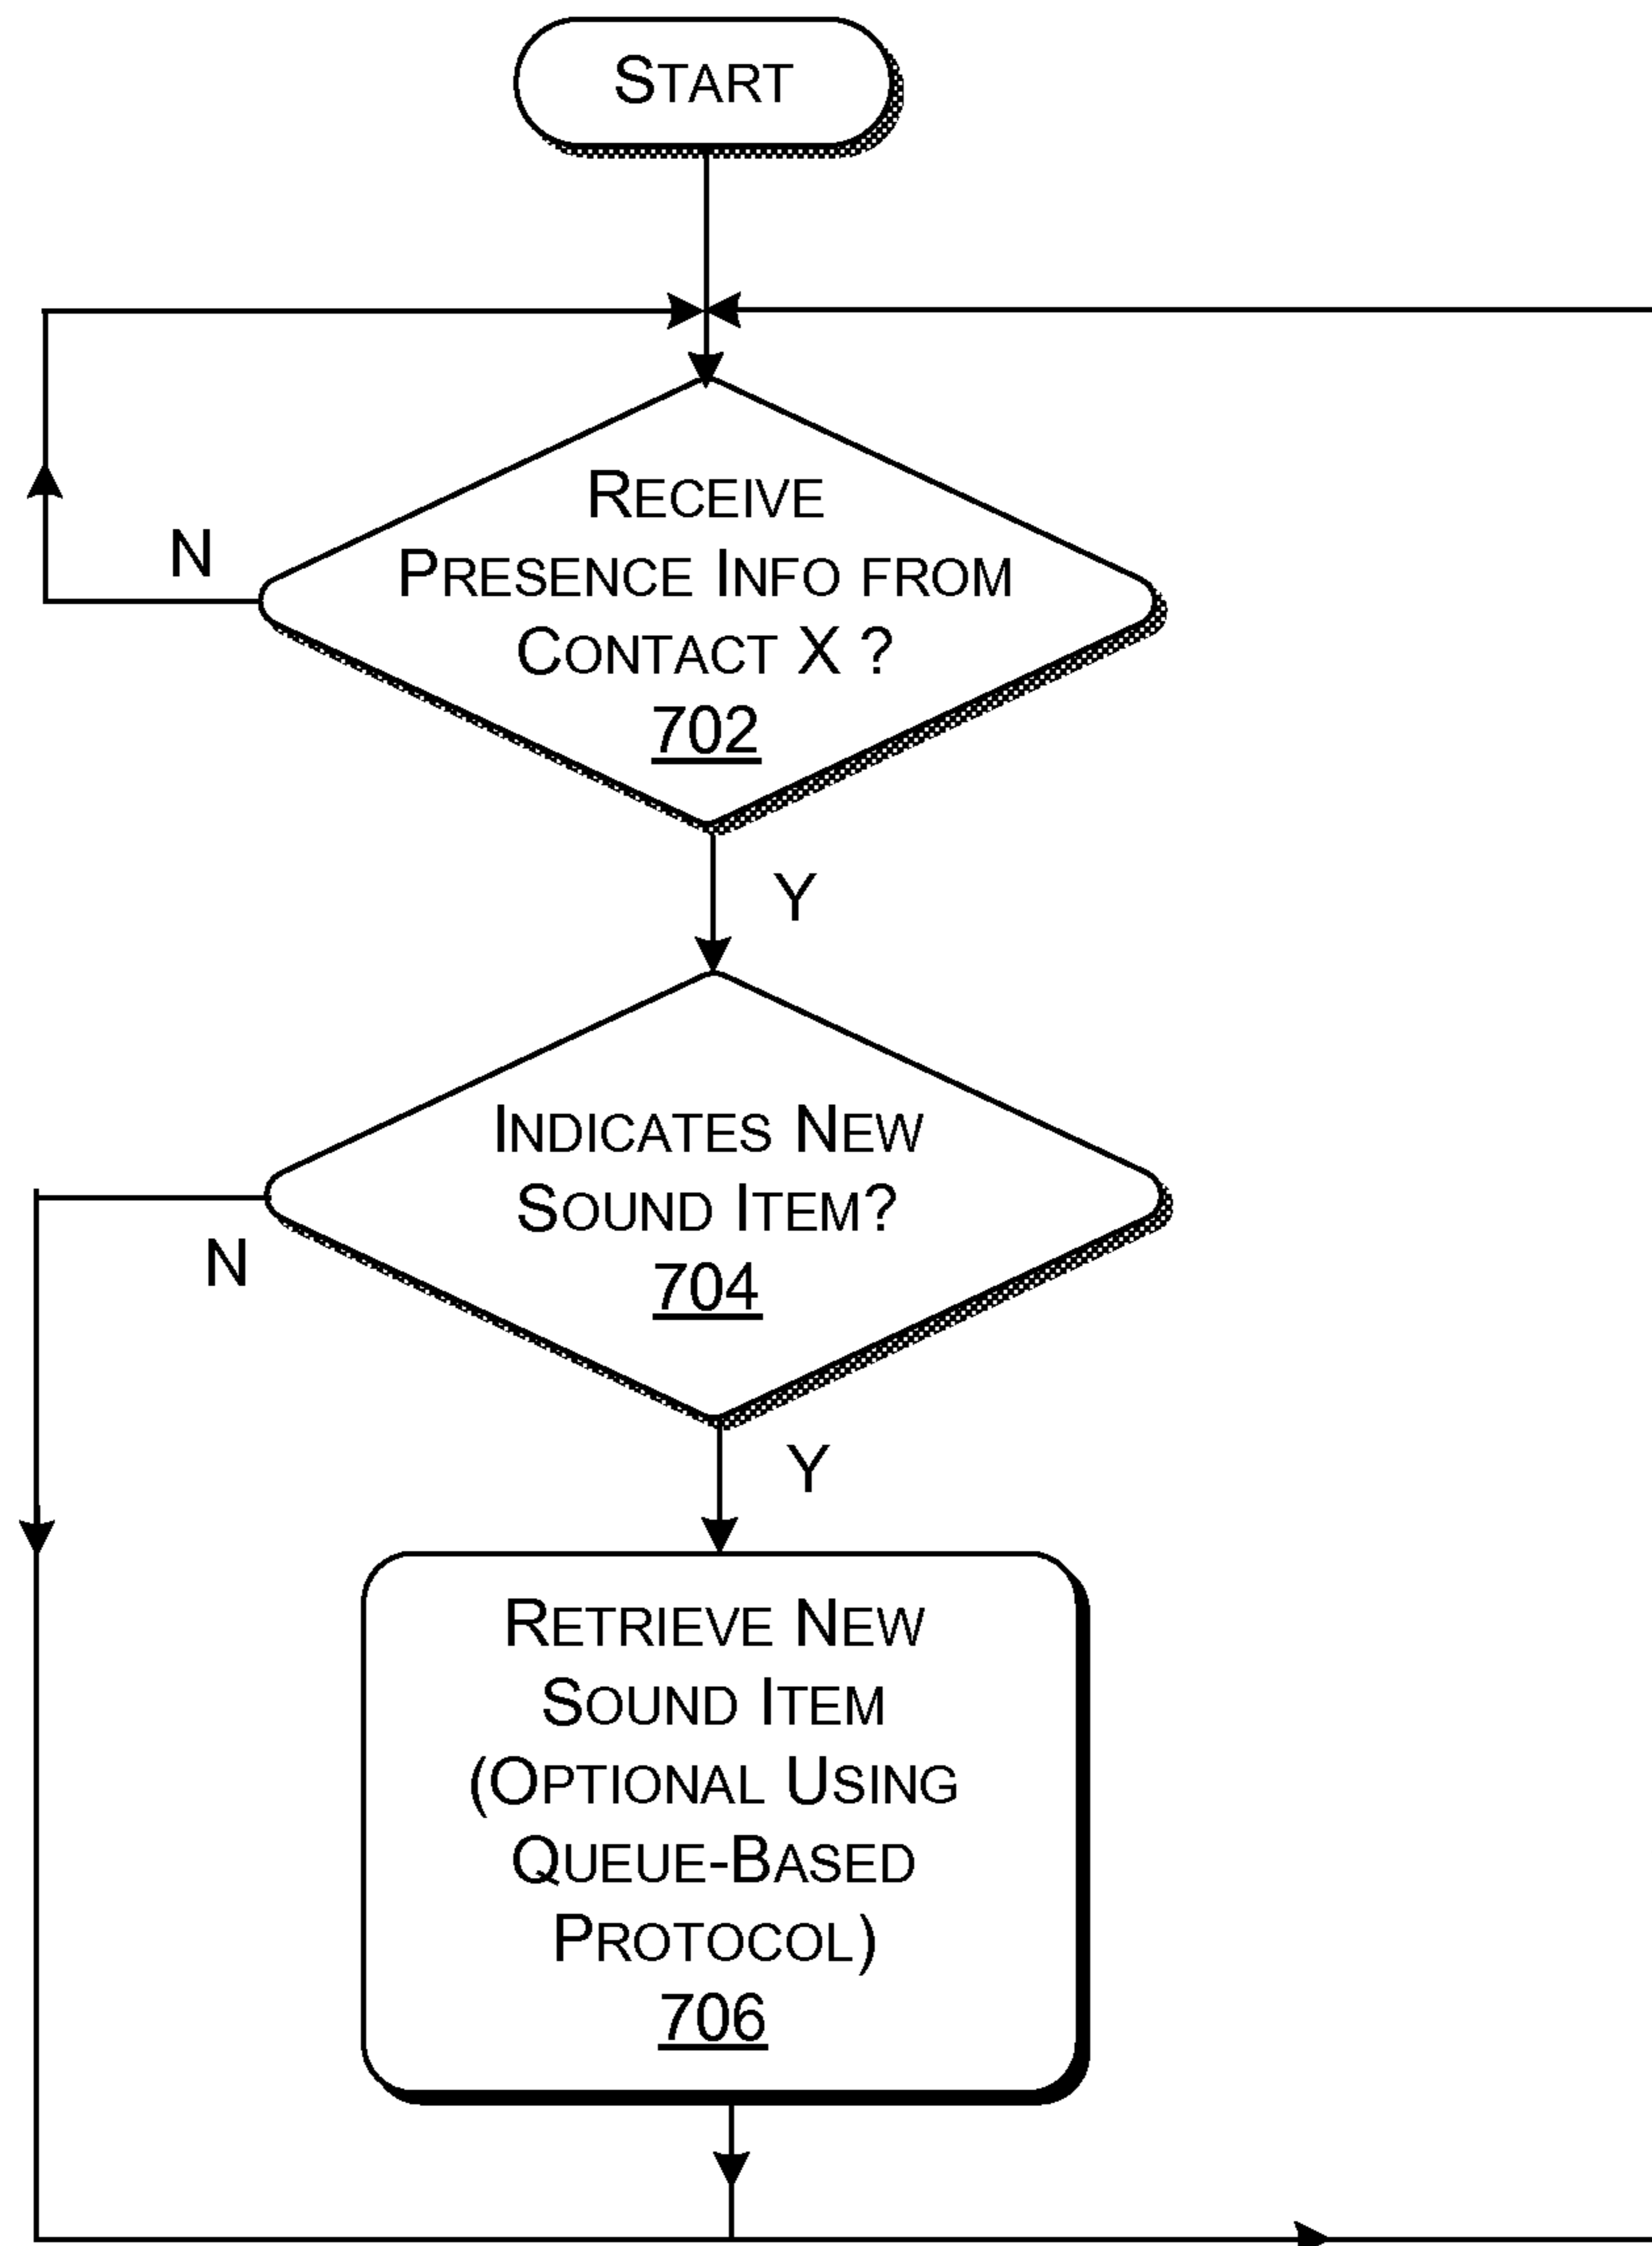 START
RECEIVE
PRESENCE INFO FROM
CONTACT X ?
702
N
Y
INDICATES NEW
SOUND ITEM?
704
N
Y
RETRIEVE NEW
SOUND ITEM
(OPTIONAL USING
QUEUE-BASED
PROTOCOL)
706